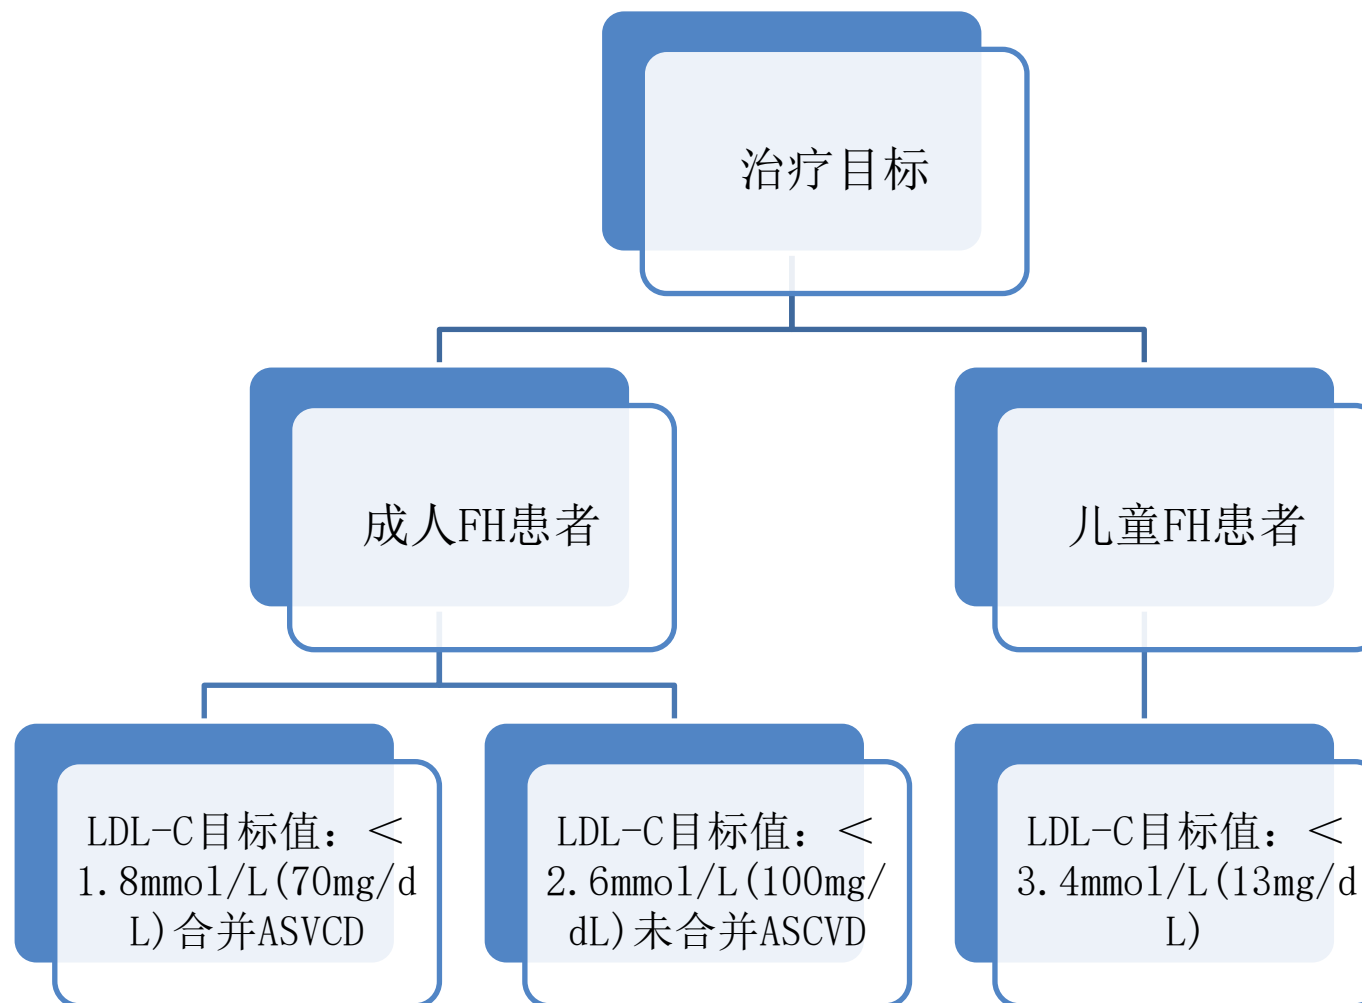 治疗目标
成人FH患者
儿童FH患者
LDL-C目标值：＜
1.8mmol/L(70mg/d
L)合并ASVCD
LDL-C目标值：＜
2.6mmol/L(100mg/
dL)未合并ASCVD
LDL-C目标值：＜
3.4mmol/L(13mg/d
L)